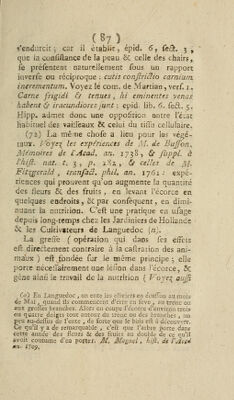 ( 87 )
s'endurcit ; car il établit, épid. 6, sect. 3,
que la consistance de la peau & celle des chairs,
se présentent naturellement sous un rapport
inverse ou réciproque : cutis constrictio carnium
incrementum. Voyez le com. de Martian, vers. 1.
Carne frigidi & tenues, hi eminentes venas
habent & iracundiores sunt : epid. lib. 6. sect. 5.
Hipp. admet donc une opposition entre l'état
habituel des vaisseaux & celui du tissu cellulaire.
(72) La même chose a lieu pour les végé-
taux. Voyez les expériences de M. de Buffon,
Mémoires de l'Acad. an. 1738, & suppl. à
l'hist. nat. t. 3, p. 282, & celles de M.
Fitzgerald, transact. phil. an. 1761 : expé-
riences qui prouvent qu'on augmente la quantité
des fleurs & des fruits, en levant l'écorce en
quelques endroits, & par conséquent, en dimi-
nuant la nutrition. C'est une pratique en usage
depuis long-temps chez les Jardiniers de Hollande
& les Cultivateurs de Languedoc (a).
La greffe ( opération qui dans ses effets
est directement contraire à la castration des ani-
maux ) est fondée sur le même principe ; elle
porte nécessairement une lésion dans l'écorce, &
gêne ainsi le travail de la nutrition ( Voyez aussi
(a) En Languedoc, on ente les oliviers en écusson au mois
de Mai, quand ils commencent d'être en sève, au tronc ou
aux grosses branches. Alors on coupe l'écorce d'environ trois
ou quatre doigts tout autour du tronc ou des branches, un
peu au-dessus de l'ente, de sorte que le bois est à découvert.
Ce qu'il y a de remarquable, c'est que l'arbre porte dans
cette année des fleurs & des fruits au double de ce qu'il
avoit coutume d'en porter. M. Magnol, hist. de l'Acad.
an. 1709.